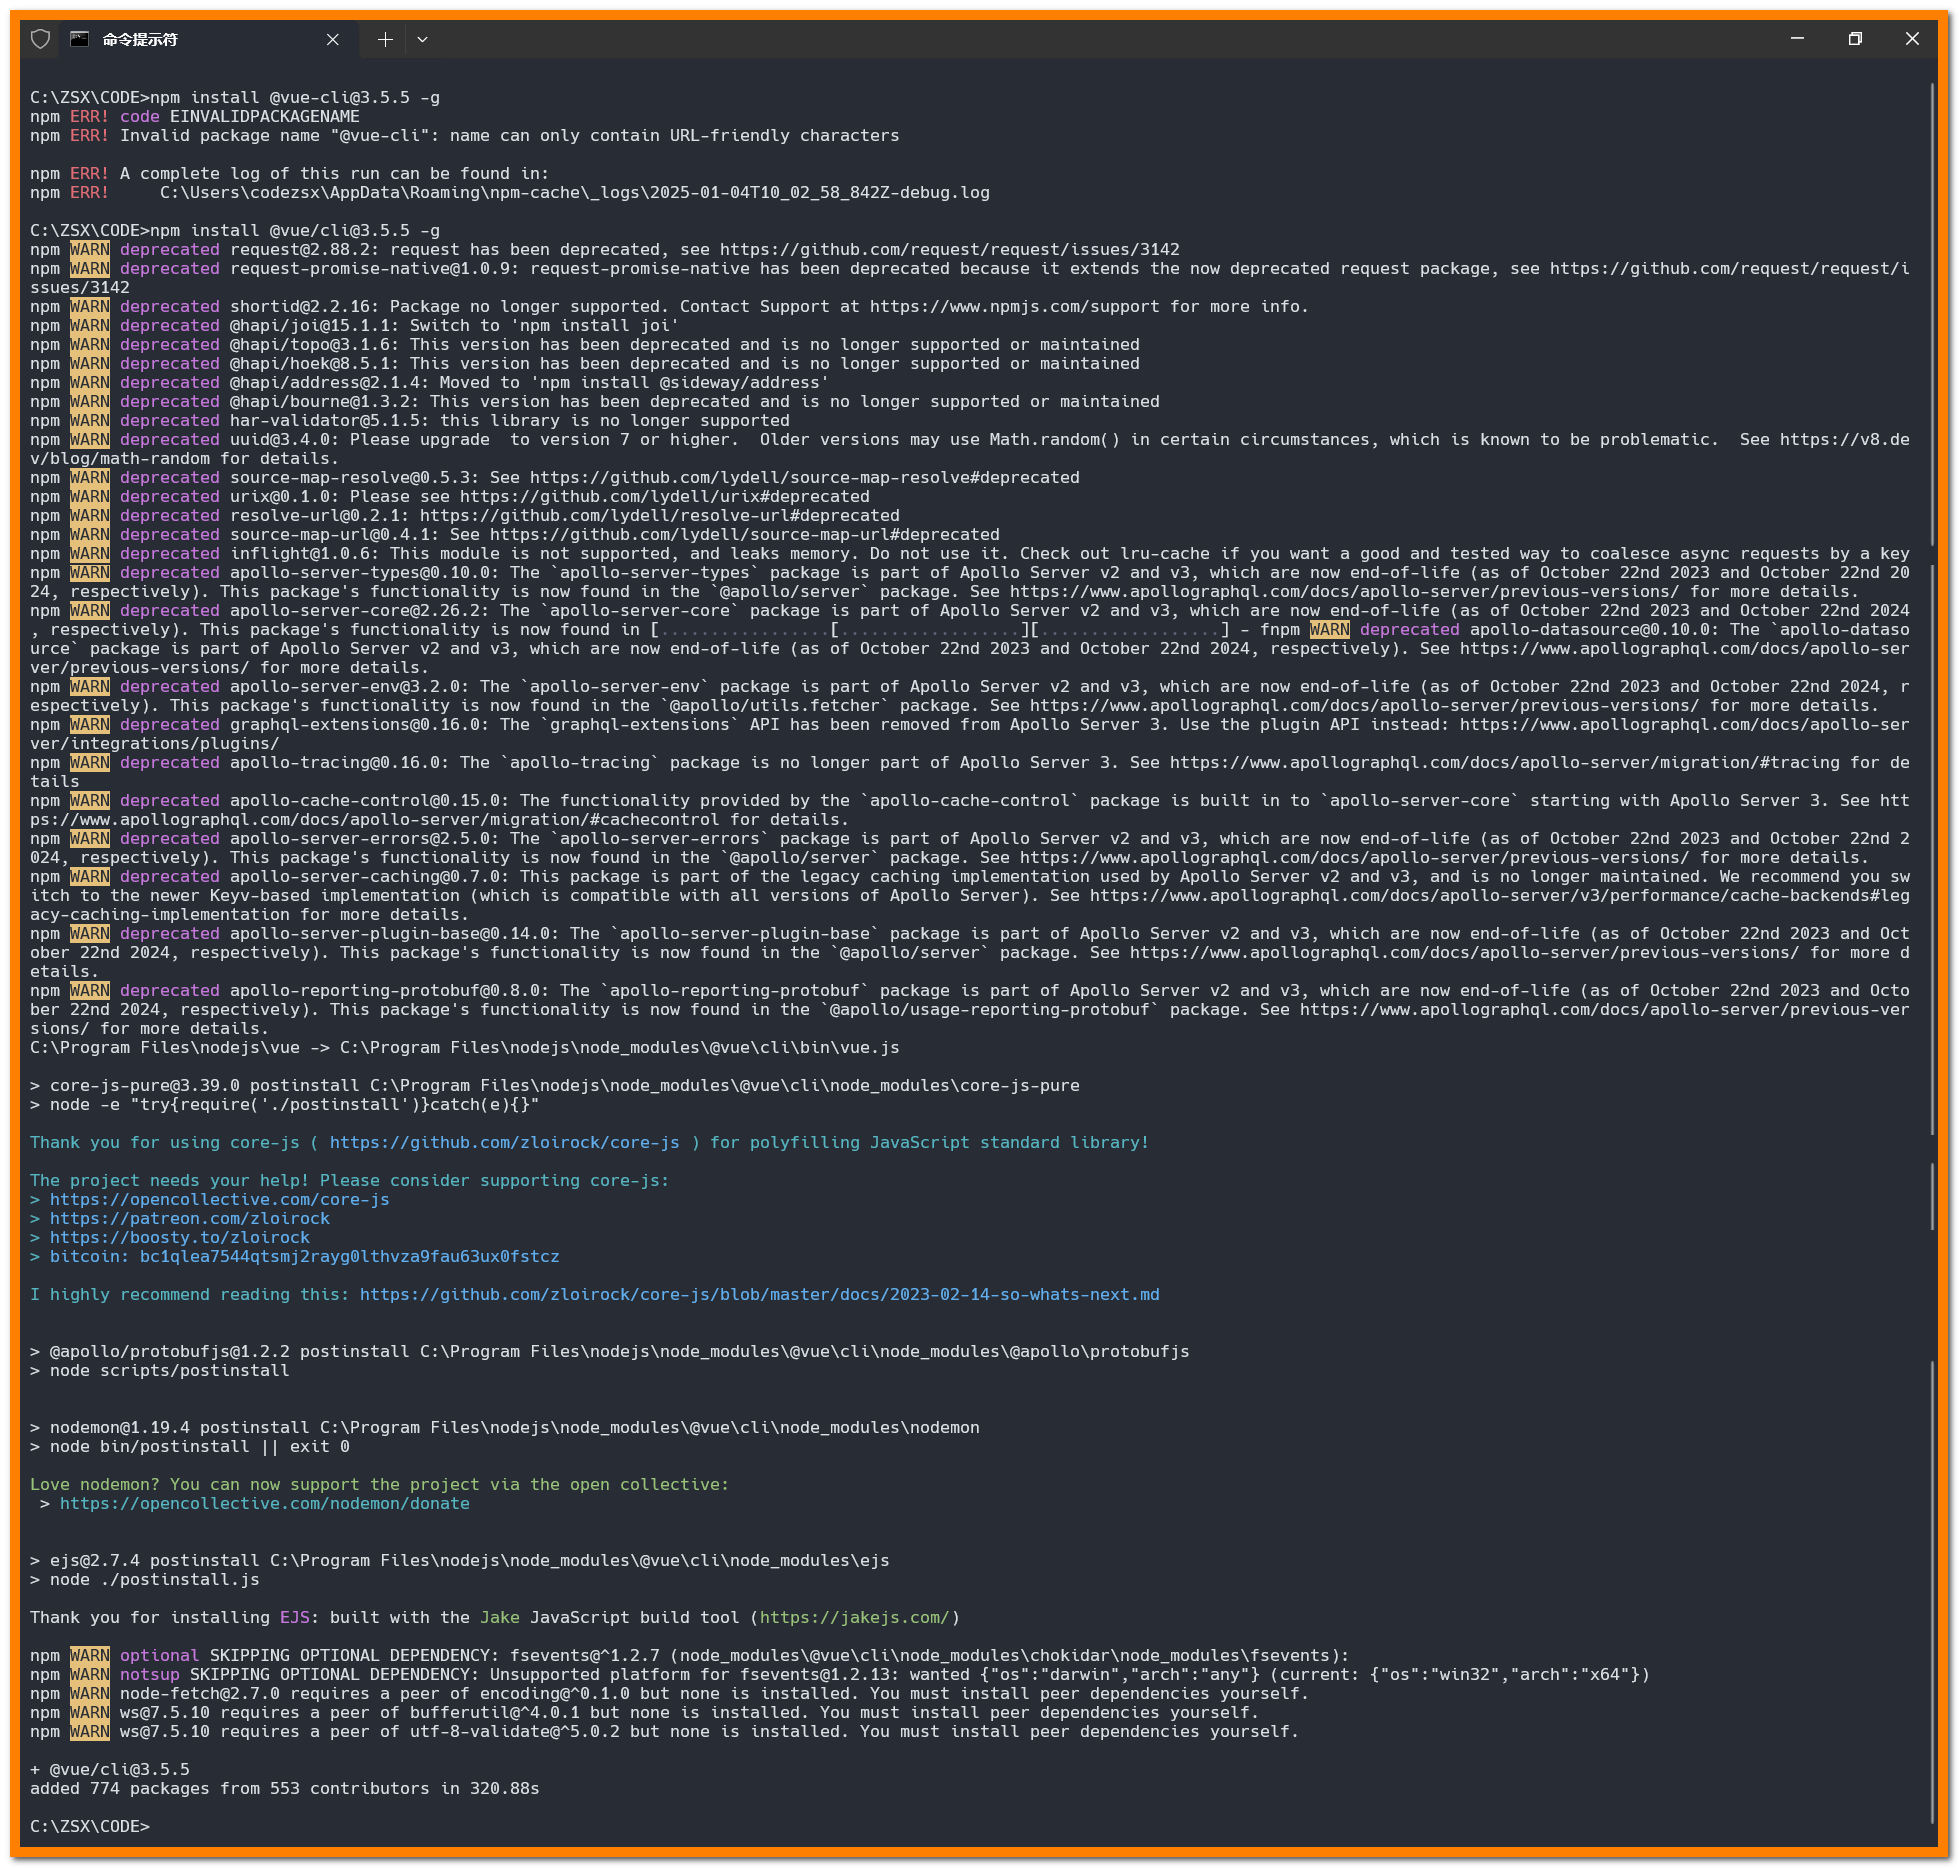 命令提示符
C:\ZSX\CODE>npm install @vue-cli@3.5.5 -g
npm ERR! code EINVALIDPACKAGENAME
npm ERR! Invalid package name "@vue-cli": name can only contain URL-friendly characters
npm ERR! A complete log of this run can be found in:
npm ERR!     C:\Users\codezsx\AppData\Roaming\npm-cache\_logs\2025-01-04T10_02_58_842Z-debug.log
C:\ZSX\CODE>npm install @vue/cli@3.5.5 -g
npm WARN deprecated request@2.88.2: request has been deprecated, see https://github.com/request/request/issues/3142
npm WARN deprecated request-promise-native@1.0.9: request-promise-native has been deprecated because it extends the now deprecated request package, see https://github.com/request/request/i
ssues/3142
npm WARN deprecated shortid@2.2.16: Package no longer supported. Contact Support at https://www.npmjs.com/support for more info.
npm WARN deprecated @hapi/joi@15.1.1: Switch to 'npm install joi'
npm WARN deprecated @hapi/topo@3.1.6: This version has been deprecated and is no longer supported or maintained
npm WARN deprecated @hapi/hoek@8.5.1: This version has been deprecated and is no longer supported or maintained
npm WARN deprecated @hapi/address@2.1.4: Moved to 'npm install @sideway/address'
npm WARN deprecated @hapi/bourne@1.3.2: This version has been deprecated and is no longer supported or maintained
npm WARN deprecated har-validator@5.1.5: this library is no longer supported
npm WARN deprecated uuid@3.4.0: Please upgrade  to version 7 or higher.  Older versions may use Math.random() in certain circumstances, which is known to be problematic.  See https://v8.de
v/blog/math-random for details.
npm WARN deprecated source-map-resolve@0.5.3: See https://github.com/lydell/source-map-resolve#deprecated
npm WARN deprecated urix@0.1.0: Please see https://github.com/lydell/urix#deprecated
npm WARN deprecated resolve-url@0.2.1: https://github.com/lydell/resolve-url#deprecated
npm WARN deprecated source-map-url@0.4.1: See https://github.com/lydell/source-map-url#deprecated
npm WARN deprecated inflight@1.0.6: This module is not supported, and leaks memory. Do not use it. Check out lru-cache if you want a good and tested way to coalesce async requests by a key
npm WARN deprecated apollo-server-types@0.10.0: The `apollo-server-types` package is part of Apollo Server v2 and v3, which are now end-of-life (as of October 22nd 2023 and October 22nd 20
24, respectively). This package's functionality is now found in the `@apollo/server` package. See https://www.apollographql.com/docs/apollo-server/previous-versions/ for more details.
npm WARN deprecated apollo-server-core@2.26.2: The `apollo-server-core` package is part of Apollo Server v2 and v3, which are now end-of-life (as of October 22nd 2023 and October 22nd 2024
, respectively). This package's functionality is now found in [.................[..................][..................] - fnpm WARN deprecated apollo-datasource@0.10.0: The `apollo-dataso
urce` package is part of Apollo Server v2 and v3, which are now end-of-life (as of October 22nd 2023 and October 22nd 2024, respectively). See https://www.apollographql.com/docs/apollo-ser
ver/previous-versions/ for more details.
npm WARN deprecated apollo-server-env@3.2.0: The `apollo-server-env` package is part of Apollo Server v2 and v3, which are now end-of-life (as of October 22nd 2023 and October 22nd 2024, r
espectively). This package's functionality is now found in the `@apollo/utils.fetcher` package. See https://www.apollographql.com/docs/apollo-server/previous-versions/ for more details.
npm WARN deprecated graphql-extensions@0.16.0: The `graphql-extensions` API has been removed from Apollo Server 3. Use the plugin API instead: https://www.apollographql.com/docs/apollo-ser
ver/integrations/plugins/
npm WARN deprecated apollo-tracing@0.16.0: The `apollo-tracing` package is no longer part of Apollo Server 3. See https://www.apollographql.com/docs/apollo-server/migration/#tracing for de
tails
npm WARN deprecated apollo-cache-control@0.15.0: The functionality provided by the `apollo-cache-control` package is built in to `apollo-server-core` starting with Apollo Server 3. See htt
ps://www.apollographql.com/docs/apollo-server/migration/#cachecontrol for details.
npm WARN deprecated apollo-server-errors@2.5.0: The `apollo-server-errors` package is part of Apollo Server v2 and v3, which are now end-of-life (as of October 22nd 2023 and October 22nd 2
024, respectively). This package's functionality is now found in the `@apollo/server` package. See https://www.apollographql.com/docs/apollo-server/previous-versions/ for more details.
npm WARN deprecated apollo-server-caching@0.7.0: This package is part of the legacy caching implementation used by Apollo Server v2 and v3, and is no longer maintained. We recommend you sw
itch to the newer Keyv-based implementation (which is compatible with all versions of Apollo Server). See https://www.apollographql.com/docs/apollo-server/v3/performance/cache-backends#leg
acy-caching-implementation for more details.
npm WARN deprecated apollo-server-plugin-base@0.14.0: The `apollo-server-plugin-base` package is part of Apollo Server v2 and v3, which are now end-of-life (as of October 22nd 2023 and Oct
ober 22nd 2024, respectively). This package's functionality is now found in the `@apollo/server` package. See https://www.apollographql.com/docs/apollo-server/previous-versions/ for more d
etails.
npm WARN deprecated apollo-reporting-protobuf@0.8.0: The `apollo-reporting-protobuf` package is part of Apollo Server v2 and v3, which are now end-of-life (as of October 22nd 2023 and Octo
ber 22nd 2024, respectively). This package's functionality is now found in the `@apollo/usage-reporting-protobuf` package. See https://www.apollographql.com/docs/apollo-server/previous-ver
sions/ for more details.
C:\Program Files\nodejs\vue -> C:\Program Files\nodejs\node_modules\@vue\cli\bin\vue.js
> core-js-pure@3.39.0 postinstall C:\Program Files\nodejs\node_modules\@vue\cli\node_modules\core-js-pure
> node -e "try{require('./postinstall')}catch(e){}"
Thank you for using core-js ( https://github.com/zloirock/core-js ) for polyfilling JavaScript standard library!
The project needs your help! Please consider supporting core-js:
> https://opencollective.com/core-js
> https://patreon.com/zloirock
> https://boosty.to/zloirock
> bitcoin: bc1qlea7544qtsmj2rayg0lthvza9fau63ux0fstcz
I highly recommend reading this: https://github.com/zloirock/core-js/blob/master/docs/2023-02-14-so-whats-next.md
> @apollo/protobufjs@1.2.2 postinstall C:\Program Files\nodejs\node_modules\@vue\cli\node_modules\@apollo\protobufjs
> node scripts/postinstall
> nodemon@1.19.4 postinstall C:\Program Files\nodejs\node_modules\@vue\cli\node_modules\nodemon
> node bin/postinstall || exit 0
Love nodemon? You can now support the project via the open collective:
 > https://opencollective.com/nodemon/donate
> ejs@2.7.4 postinstall C:\Program Files\nodejs\node_modules\@vue\cli\node_modules\ejs
> node ./postinstall.js
Thank you for installing EJS: built with the Jake JavaScript build tool (https://jakejs.com/)
npm WARN optional SKIPPING OPTIONAL DEPENDENCY: fsevents@^1.2.7 (node_modules\@vue\cli\node_modules\chokidar\node_modules\fsevents):
npm WARN notsup SKIPPING OPTIONAL DEPENDENCY: Unsupported platform for fsevents@1.2.13: wanted {"os":"darwin","arch":"any"} (current: {"os":"win32","arch":"x64"})
npm WARN node-fetch@2.7.0 requires a peer of encoding@^0.1.0 but none is installed. You must install peer dependencies yourself.
npm WARN ws@7.5.10 requires a peer of bufferutil@^4.0.1 but none is installed. You must install peer dependencies yourself.
npm WARN ws@7.5.10 requires a peer of utf-8-validate@^5.0.2 but none is installed. You must install peer dependencies yourself.
+ @vue/cli@3.5.5
added 774 packages from 553 contributors in 320.88s
C:\ZSX\CODE>